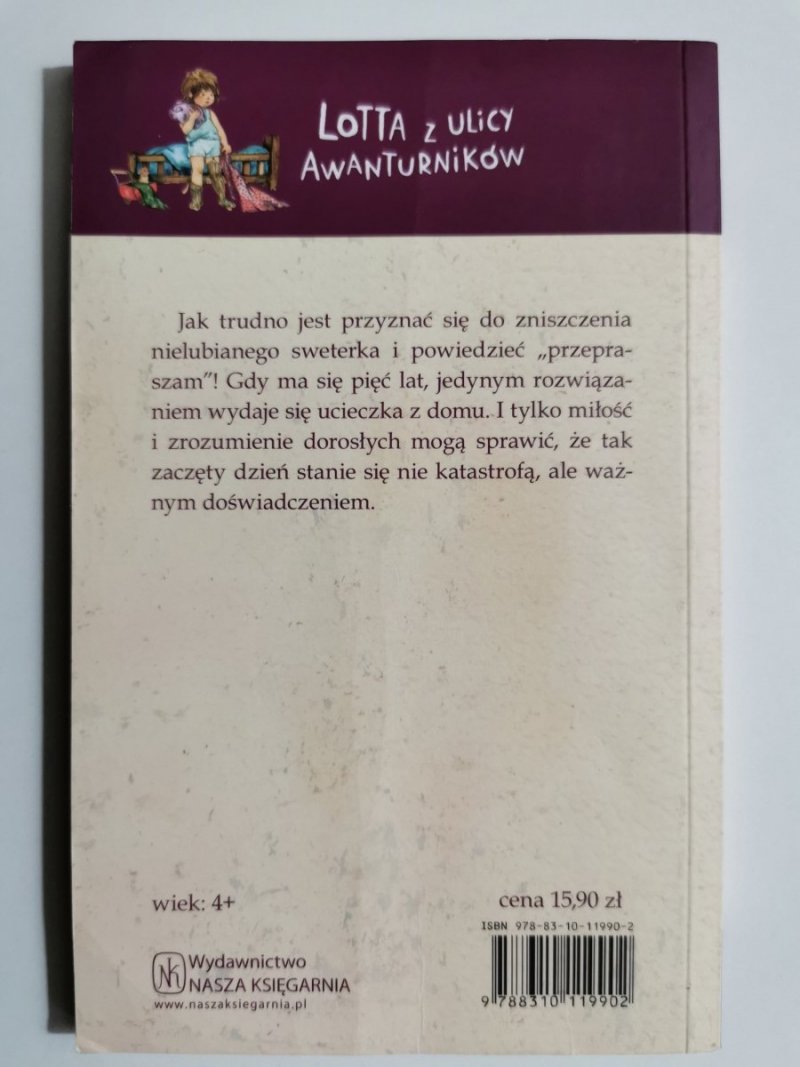 LOTTA Z ULICY
AWANTURNIKÓW
Jak trudno jest przyznać się do zniszczenia
nielubianego sweterka i powiedzieć „przepra-
szam”! Gdy ma się pięć lat, jedynym rozwiąza-
niem wydaje się ucieczka z domu. I tylko miłość
i zrozumienie dorosłych mogą sprawić, że tak
zaczęty dzień stanie się nie katastrofą, ale waż-
nym doświadczeniem.
wiek: 4+
cena 15,90 zł
ISBN 978-83-10-11990-2
NK Wydawnictwo
NASZA KSIĘGARNIA
www.naszaksiegarnia.pl
9 788310 119902